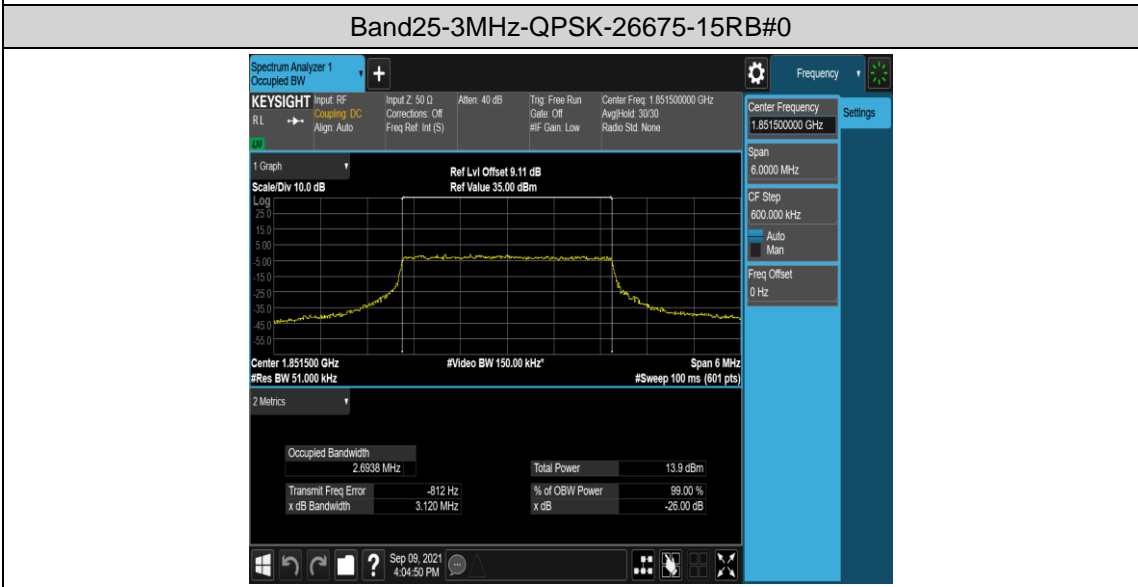 Band25-3MHz-QPSK-26675-15RB#0
Spectrum Analyzer 1
Occupied BW
Frequency
KEYSIGHT
RL
Input: RF
Coupling: DC
Align: Auto
Input Z: 50 Ω
Corrections: Off
Freq Ref: Int (S)
Atten: 40 dB
Trig: Free Run
Gate: Off
#IF Gain: Low
Center Freq: 1.851500000 GHz
Avg|Hold: 30/30
Radio Std: None
Center Frequency
1.851500000 GHz
Settings
Span
6.0000 MHz
CF Step
600.000 kHz
Auto
Man
Freq Offset
0 Hz
1 Graph
Scale/Div 10.0 dB
Ref Lvl Offset 9.11 dB
Ref Value 35.00 dBm
Log
25.0
15.0
5.00
-5.00
-15.0
-25.0
-35.0
-45.0
-55.0
Center 1.851500 GHz
#Video BW 150.00 kHz*
Span 6 MHz
#Res BW 51.000 kHz
#Sweep 100 ms (601 pts)
2 Metrics
Occupied Bandwidth
2.6938 MHz
Total Power 13.9 dBm
Transmit Freq Error -812 Hz
% of OBW Power 99.00 %
x dB Bandwidth 3.120 MHz
x dB -26.00 dB
?
Sep 09, 2021
4:04:50 PM